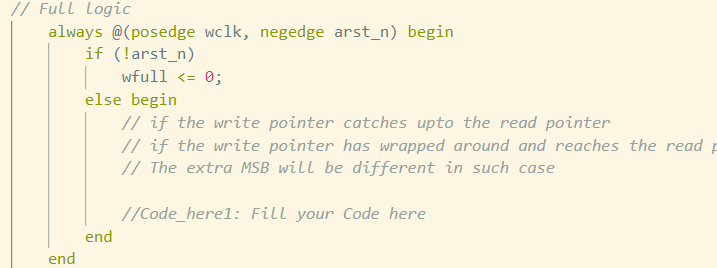 // Full logic
always @(posedge wclk, negedge arst_n) begin
if (!arst_n)
wfull <= 0;
else begin
// if the write pointer catches upto the read pointer
// if the write pointer has wrapped around and reaches the read p
// The extra MSB will be different in such case
//Code_here1: Fill your Code here
end
end